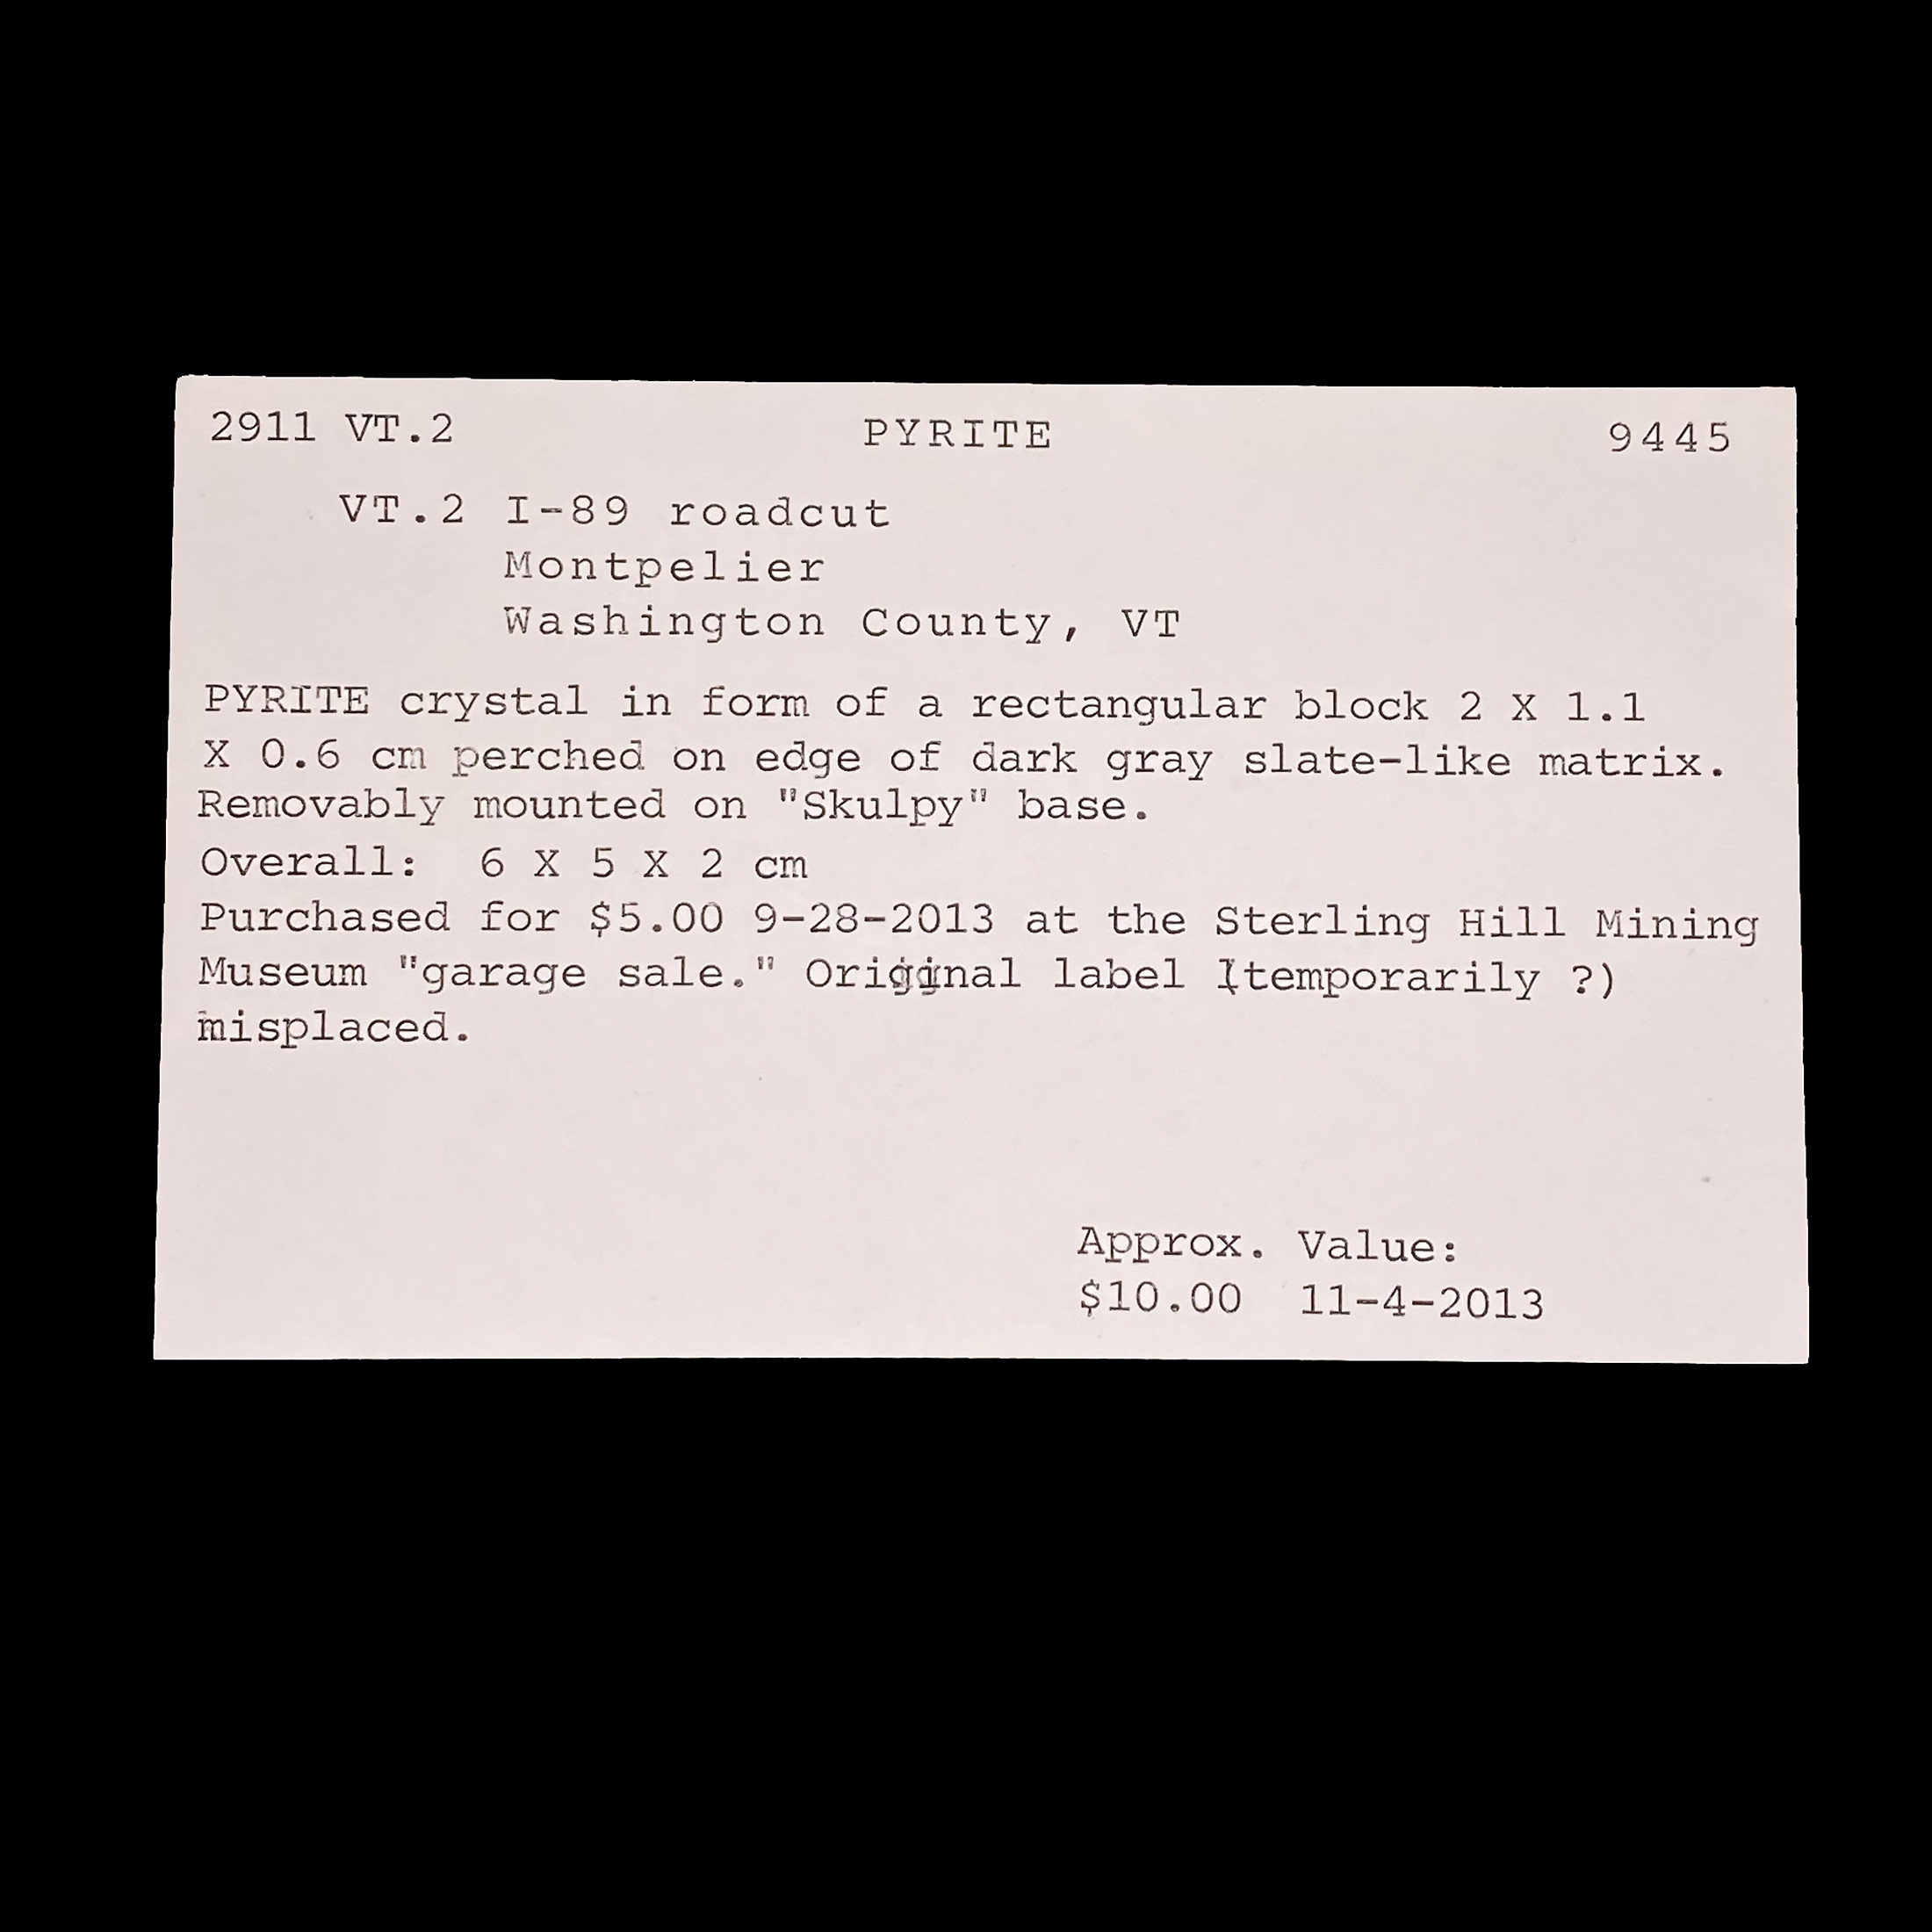 2911 VT.2 PYRITE 9445
VT.2 I-89 roadcut
Montpelier
Washington County, VT
PYRITE crystal in form of a rectangular block 2 X 1.1
X 0.6 cm perched on edge of dark gray slate-like matrix.
Removably mounted on "Skulpy" base.
Overall: 6 X 5 X 2 cm
Purchased for $5.00 9-28-2013 at the Sterling Hill Mining
Museum "garage sale." Original label (temporarily ?)
misplaced.
Approx. Value:
$10.00 11-4-2013